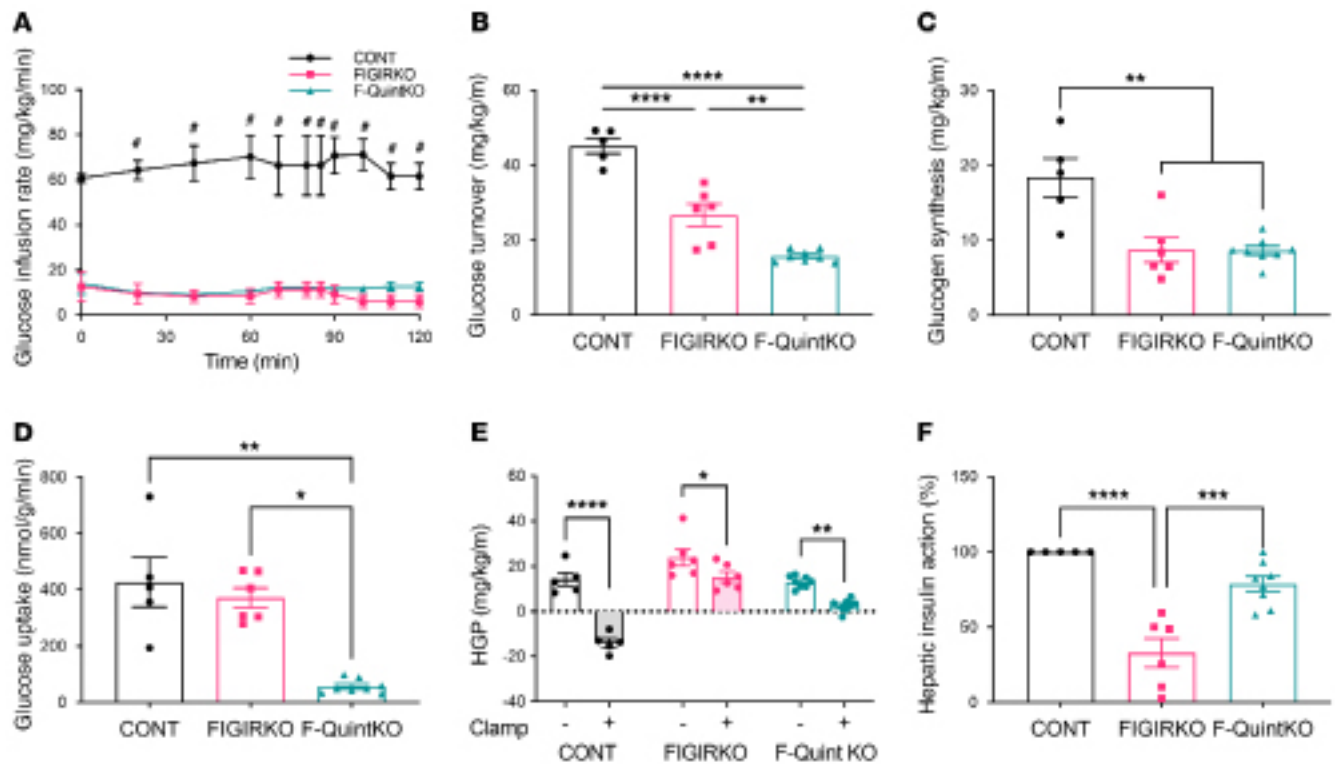 A
Glucose infusion rate (mg/kg/min)
CONT
FIGIRKO
F-QuintKO
100
80
60
40
20
0
# # # # # # # # # #
0 30 60 90 120
Time (min)
B
Glucose turnover (mg/kg/m)
60
40
20
0
****
**** **
CONT FIGIRKO F-QuintKO
C
Glucogen synthesis (mg/kg/m)
30
20
10
0
**
CONT FIGIRKO F-QuintKO
D
Glucose uptake (nmol/g/min)
800
600
400
200
0
**
*
CONT FIGIRKO F-QuintKO
E
HGP (mg/kg/m)
60
40
20
0
-20
-40
**** * **
Clamp - + - + - +
CONT FIGIRKO F-Quint KO
F
Hepatic insulin action (%)
150
100
50
0
**** ***
CONT FIGIRKO F-QuintKO